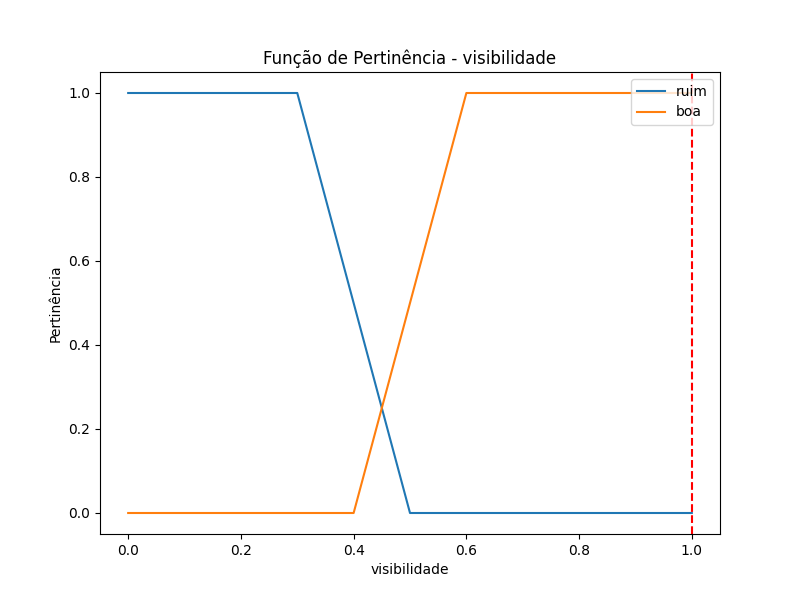 Função de Pertinência - visibilidade
ruim
boa
1.0
0.8
0.6
0.4
0.2
0.0
Pertinência
0.0 0.2 0.4 0.6 0.8 1.0
visibilidade